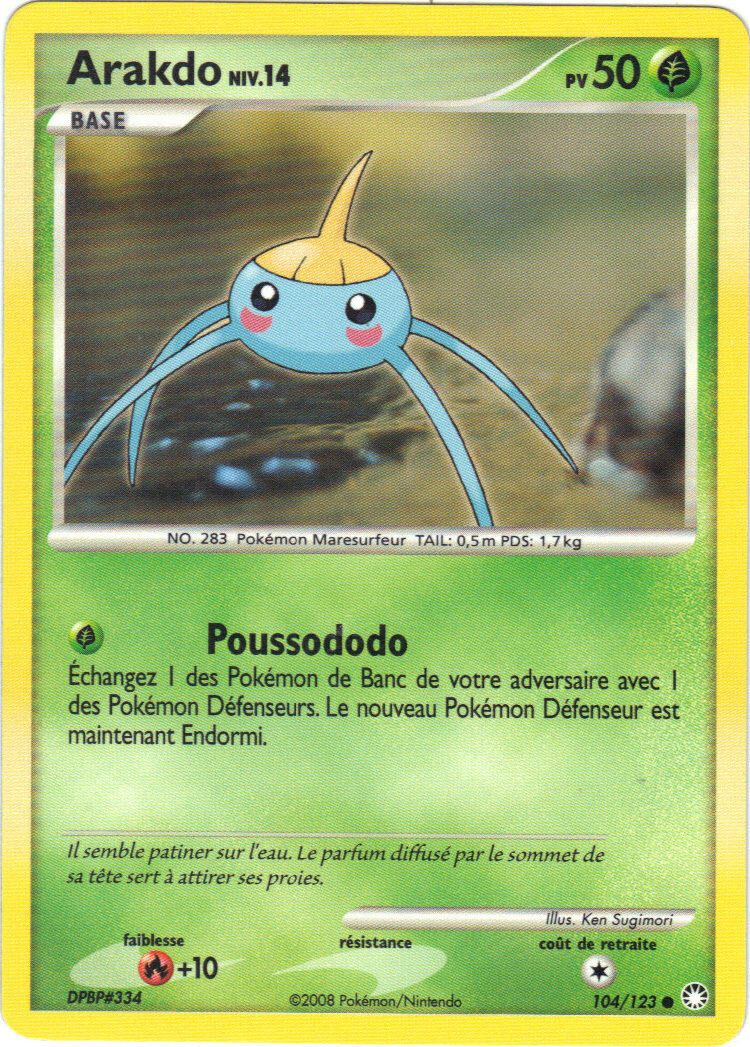 Arakdo NIV.14 PV 50
BASE
NO. 283 Pokémon Maresurfeur TAIL: 0,5 m PDS: 1,7 kg
Poussododo
Échangez 1 des Pokémon de Banc de votre adversaire avec 1
des Pokémon Défenseurs. Le nouveau Pokémon Défenseur est
maintenant Endormi.
Il semble patiner sur l'eau. Le parfum diffusé par le sommet de
sa tête sert à attirer ses proies.
Illus. Ken Sugimori
faiblesse résistance coût de retraite
+10
DPBP#334 ©2008 Pokémon/Nintendo 104/123